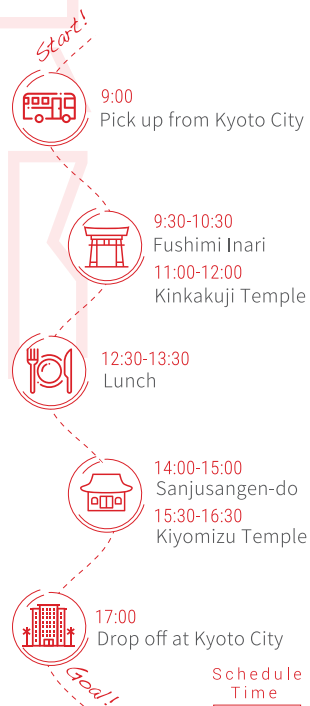 Start!
9:00
Pick up from Kyoto City
9:30-10:30
Fushimi Inari
11:00-12:00
Kinkakuji Temple
12:30-13:30
Lunch
14:00-15:00
Sanjusangen-do
15:30-16:30
Kiyomizu Temple
17:00
Drop off at Kyoto City
Goal!
Schedule
Time